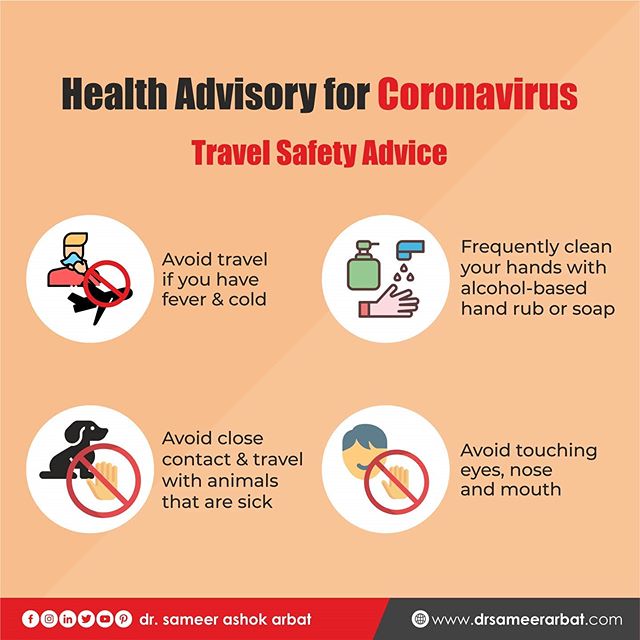 Health Advisory for Coronavirus
Travel Safety Advice
Avoid travel
if you have
fever & cold
Frequently clean
your hands with
alcohol-based
hand rub or soap
Avoid close
contact & travel
with animals
that are sick
Avoid touching
eyes, nose
and mouth
dr. sameer ashok arbat
www.drsameerarbat.com